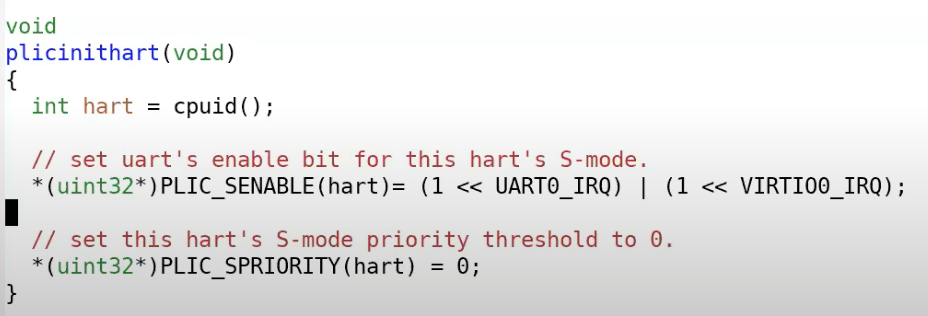 void
plicinithart(void)
{
  int hart = cpuid();
  // set uart's enable bit for this hart's S-mode.
  *(uint32*)PLIC_SENABLE(hart)= (1 << UART0_IRQ) | (1 << VIRTIO0_IRQ);
  // set this hart's S-mode priority threshold to 0.
  *(uint32*)PLIC_SPRIORITY(hart) = 0;
}